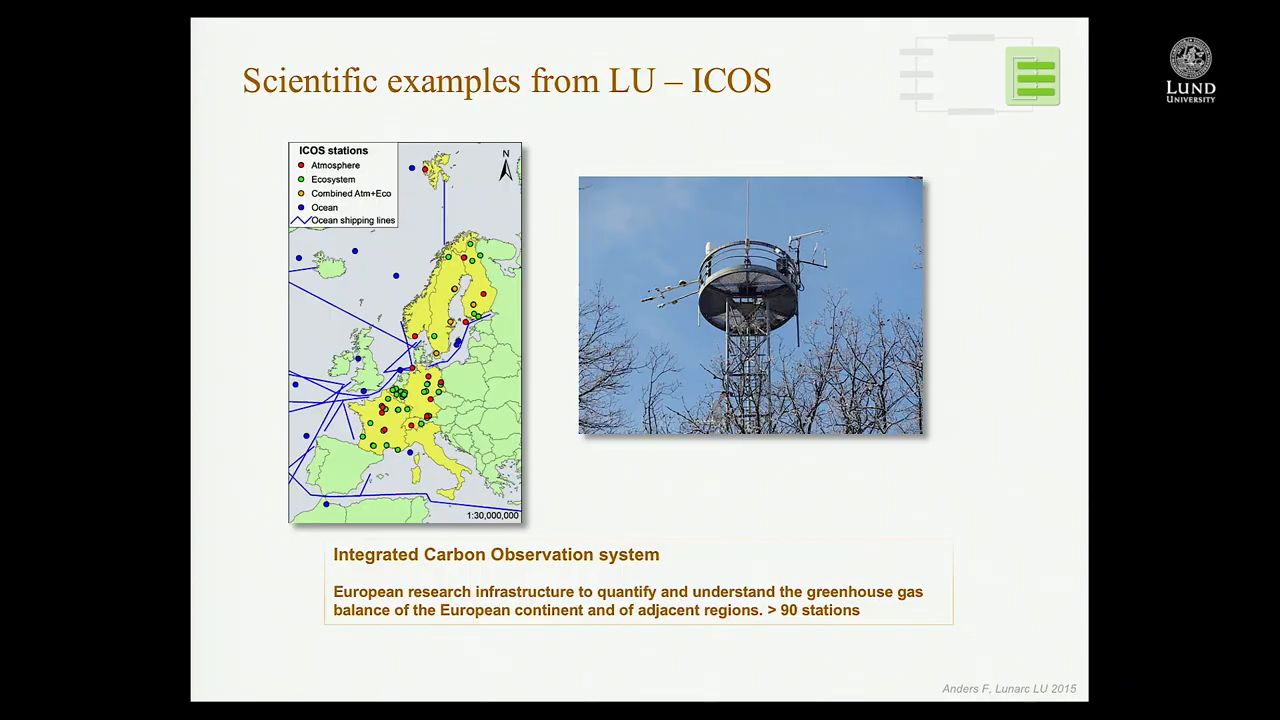 Scientific examples from LU – ICOS
LUND
UNIVERSITY
ICOS stations
Atmosphere
Ecosystem
Combined Atm+Eco
Ocean
Ocean shipping lines
N
1:30,000,000
Integrated Carbon Observation system
European research infrastructure to quantify and understand the greenhouse gas
balance of the European continent and of adjacent regions. > 90 stations
Anders F, Lunarc LU 2015